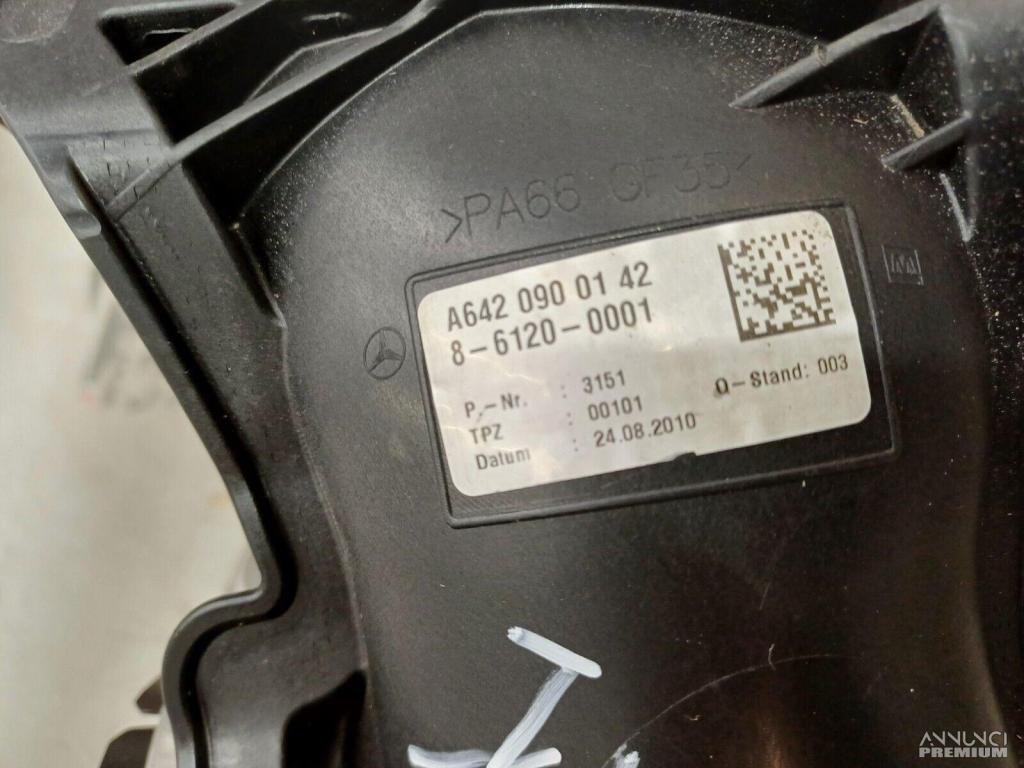 >PA66 GF35<
A642 090 01 42
8-6120-0001
P.-Nr. : 3151 Q-Stand: 003
TPZ : 00101
Datum : 24.08.2010
ANNUNCI
PREMIUM